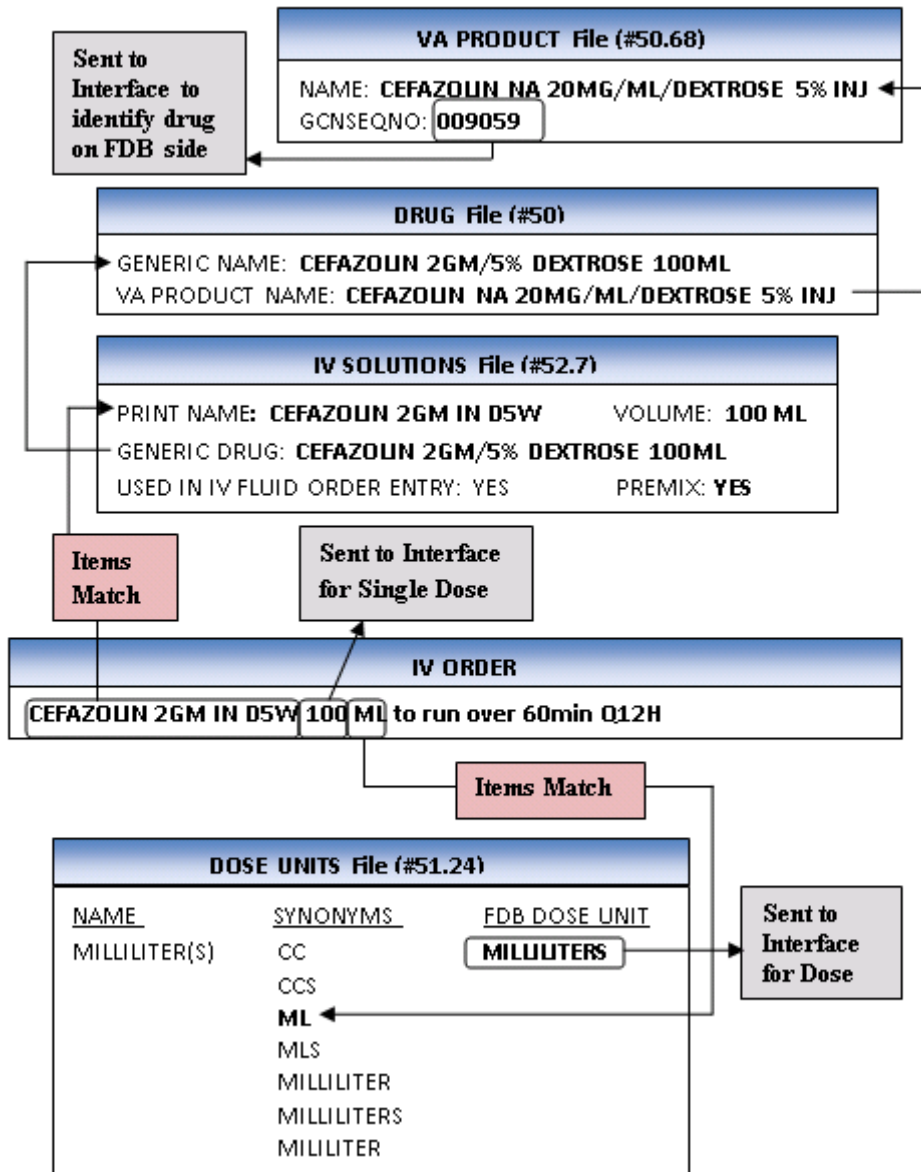 VA PRODUCT File (#50.68)
Sent to
Interface to
identify drug
on FDB side
NAME: CEFAZOLIN NA 20MG/ML/DEXTROSE 5% INJ
GCNSEQNO: 009059
DRUG File (#50)
GENERIC NAME: CEFAZOLIN 2GM/5% DEXTROSE 100ML
VA PRODUCT NAME: CEFAZOLIN NA 20MG/ML/DEXTROSE 5% INJ
IV SOLUTIONS File (#52.7)
PRINT NAME: CEFAZOLIN 2GM IN D5W VOLUME: 100 ML
GENERIC DRUG: CEFAZOLIN 2GM/5% DEXTROSE 100ML
USED IN IV FLUID ORDER ENTRY: YES PREMIX: YES
Items
Match
Sent to Interface
for Single Dose
IV ORDER
CEFAZOLIN 2GM IN D5W 100 ML to run over 60min Q12H
Items Match
DOSE UNITS File (#51.24)
NAME SYNONYMS FDB DOSE UNIT
MILLILITER(S) CC MILLILITERS
CCS
ML
MLS
MILLILITER
MILLILITERS
MILILITER
Sent to
Interface
for Dose